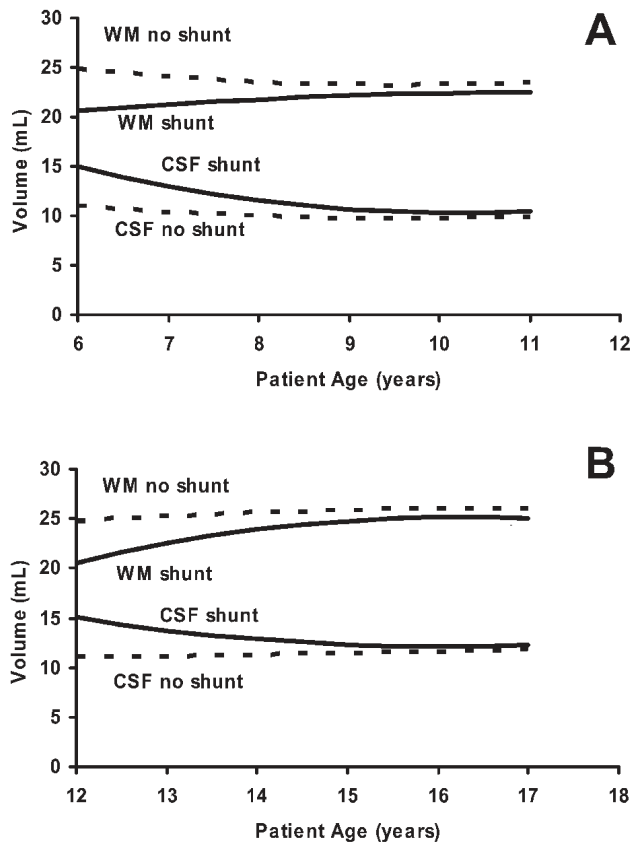 A
30
25
20
15
10
5
0
Volume (mL)
WM no shunt
WM shunt
CSF shunt
CSF no shunt
6 7 8 9 10 11 12
Patient Age (years)
B
30
25
20
15
10
5
0
Volume (mL)
WM no shunt
WM shunt
CSF shunt
CSF no shunt
12 13 14 15 16 17 18
Patient Age (years)